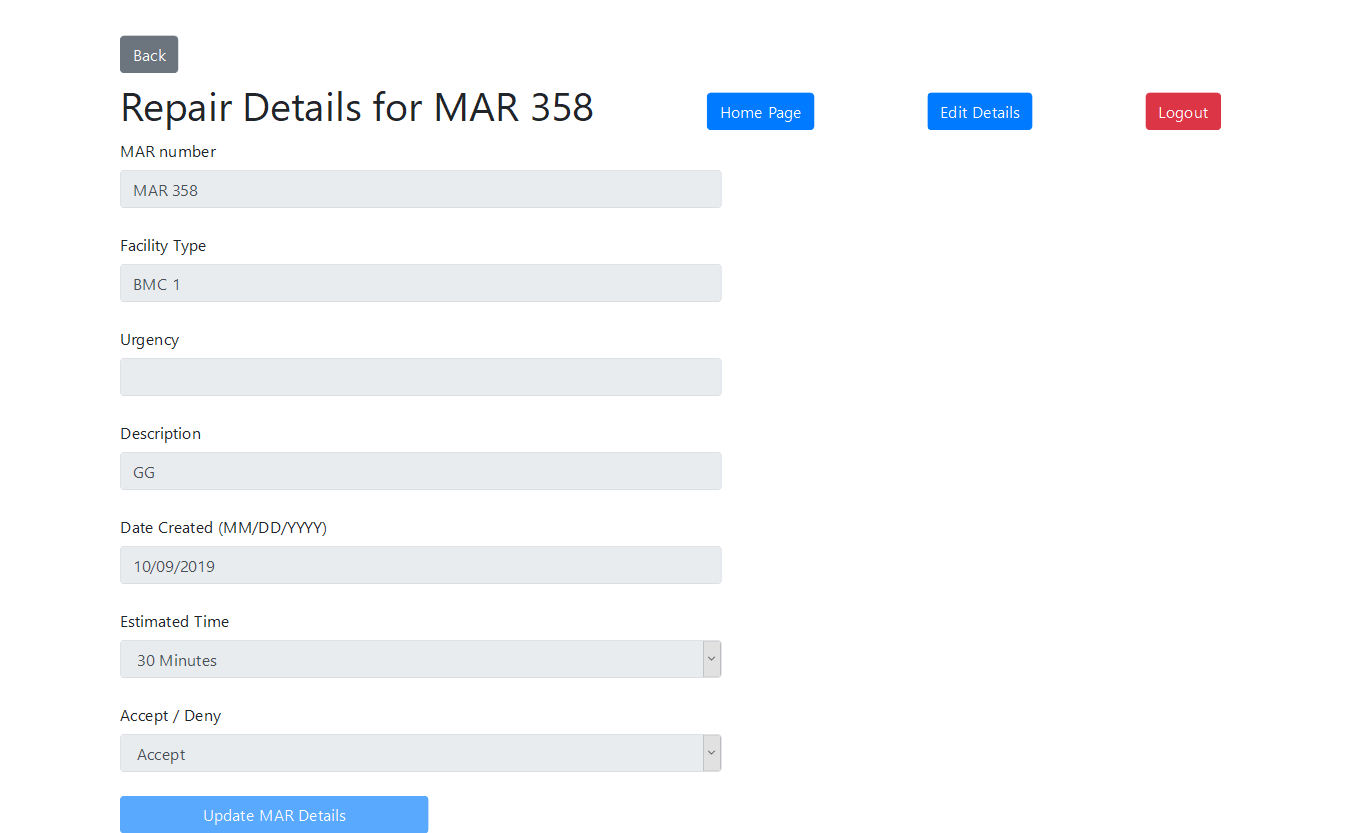 Back
Repair Details for MAR 358
Home Page
Edit Details
Logout
MAR number
MAR 358
Facility Type
BMC 1
Urgency
Description
GG
Date Created (MM/DD/YYYY)
10/09/2019
Estimated Time
30 Minutes
Accept / Deny
Accept
Update MAR Details